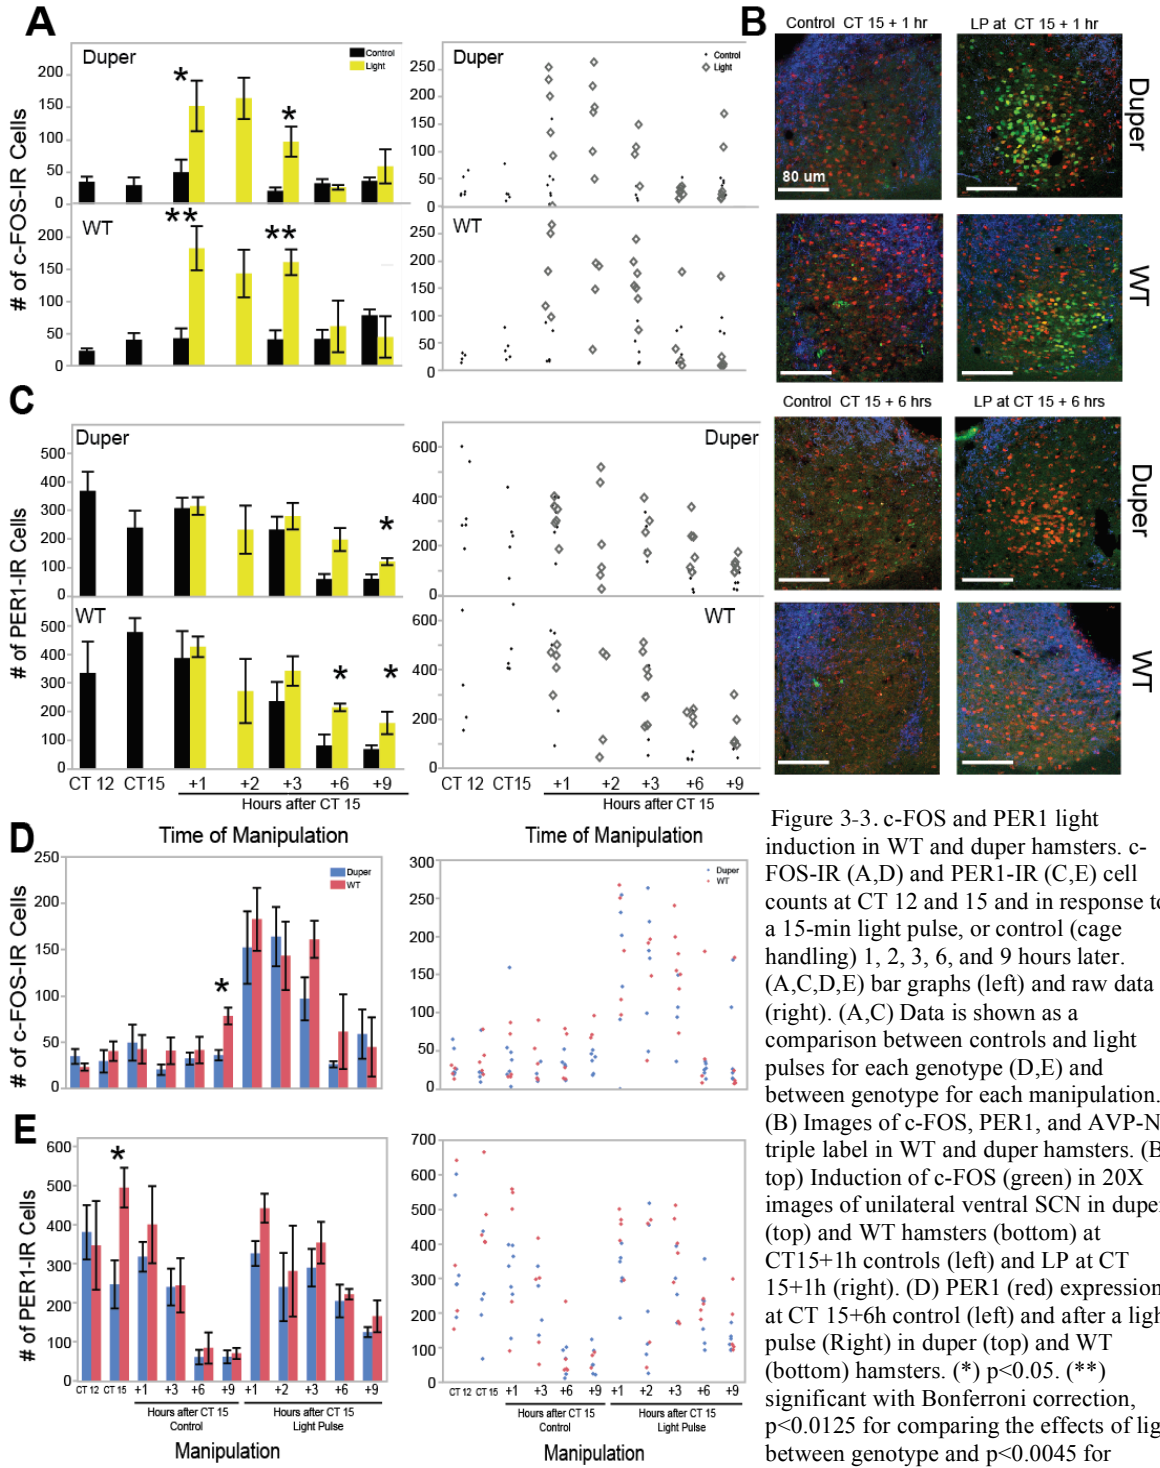 A
Duper
Control
Light
# of c-FOS-IR Cells
200
150
100
50
0
*
*
WT
200
150
100
50
0
**
**
Duper
Control
Light
250
200
150
100
50
0
WT
250
200
150
100
50
0
B
Control CT 15 + 1 hr
LP at CT 15 + 1 hr
80 um
Duper
WT
Control CT 15 + 6 hrs
LP at CT 15 + 6 hrs
Duper
WT
C
Duper
# of PER1-IR Cells
500
400
300
200
100
0
*
WT
500
400
300
200
100
0
*
*
CT 12
CT15
+1
+2
+3
+6
+9
Hours after CT 15
Time of Manipulation
Duper
600
400
200
0
WT
600
400
200
0
CT 12
CT15
+1
+2
+3
+6
+9
Hours after CT 15
Time of Manipulation
D
# of c-FOS-IR Cells
250
200
150
100
50
0
Duper
WT
*
300
250
200
150
100
50
0
Duper
WT
E
# of PER1-IR Cells
600
500
400
300
200
100
0
*
CT 12
CT 15
+1
+3
+6
+9
+1
+2
+3
+6
+9
Hours after CT 15
Control
Hours after CT 15
Light Pulse
Manipulation
700
600
500
400
300
200
100
0
CT 12
CT 15
+1
+3
+6
+9
+1
+2
+3
+6
+9
Hours after CT 15
Control
Hours after CT 15
Light Pulse
Manipulation
Figure 3-3. c-FOS and PER1 light
induction in WT and duper hamsters. c-
FOS-IR (A,D) and PER1-IR (C,E) cell
counts at CT 12 and 15 and in response to
a 15-min light pulse, or control (cage
handling) 1, 2, 3, 6, and 9 hours later.
(A,C,D,E) bar graphs (left) and raw data
(right). (A,C) Data is shown as a
comparison between controls and light
pulses for each genotype (D,E) and
between genotype for each manipulation.
(B) Images of c-FOS, PER1, and AVP-N
triple label in WT and duper hamsters. (B
top) Induction of c-FOS (green) in 20X
images of unilateral ventral SCN in duper
(top) and WT hamsters (bottom) at
CT15+1h controls (left) and LP at CT
15+1h (right). (D) PER1 (red) expression
at CT 15+6h control (left) and after a ligh
pulse (Right) in duper (top) and WT
(bottom) hamsters. (*) p<0.05. (**)
significant with Bonferroni correction,
p<0.0125 for comparing the effects of lig
between genotype and p<0.0045 for